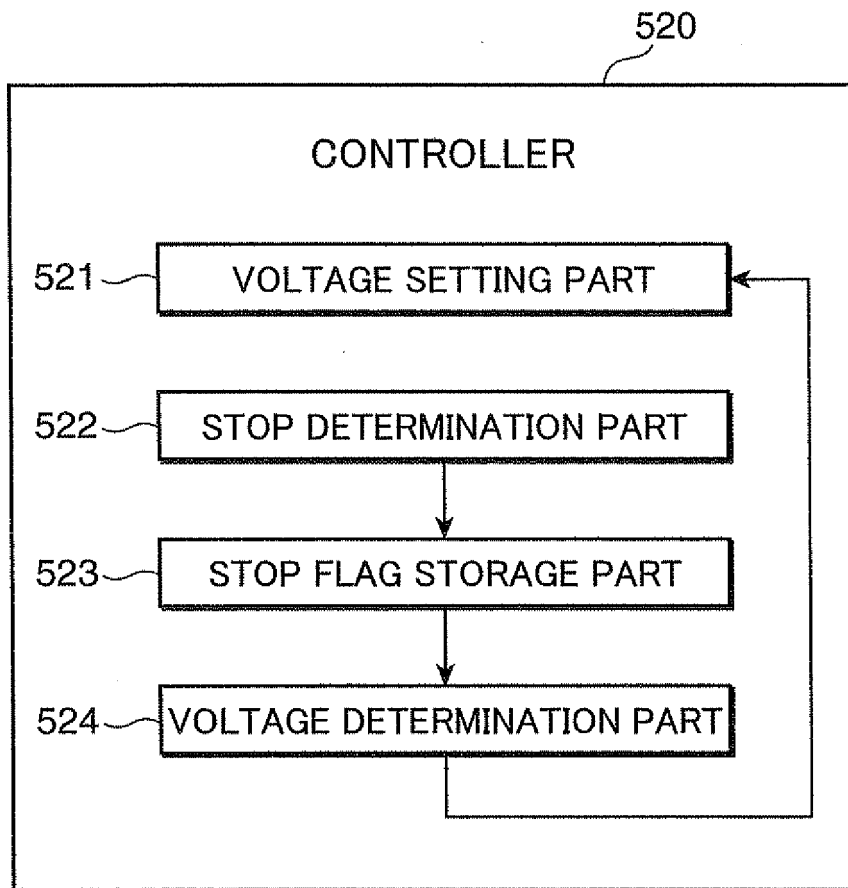 520
CONTROLLER
521 VOLTAGE SETTING PART
522 STOP DETERMINATION PART
523 STOP FLAG STORAGE PART
524 VOLTAGE DETERMINATION PART